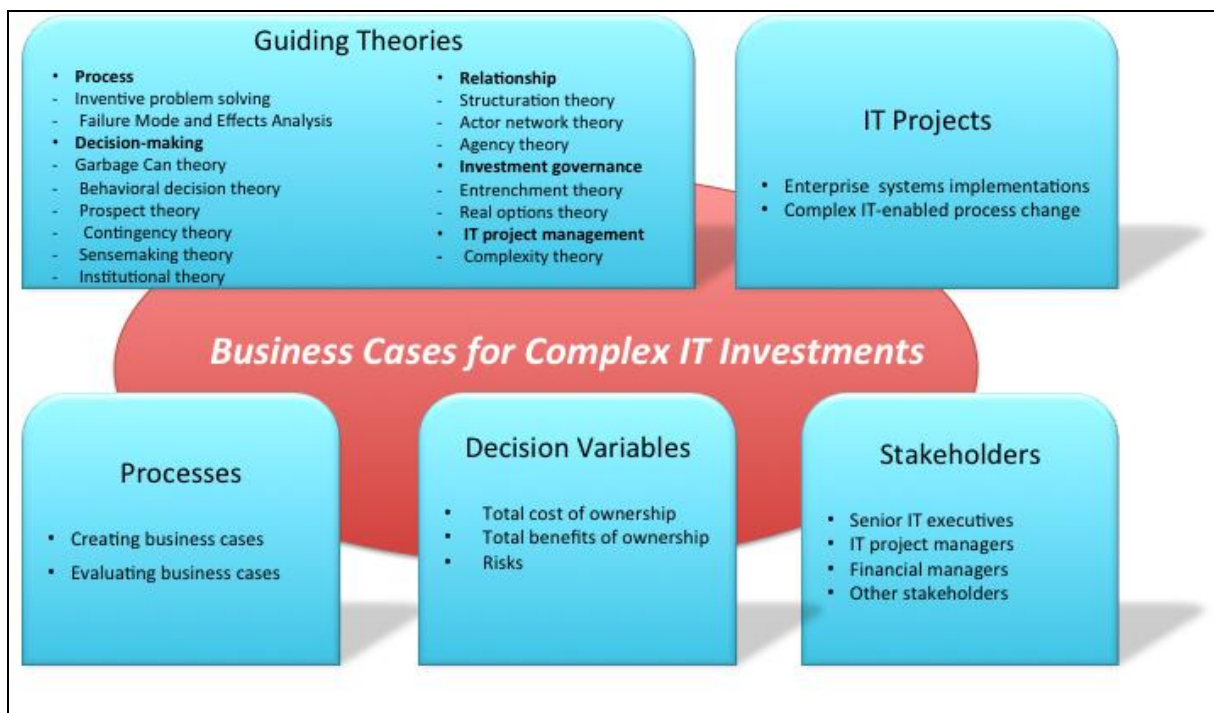 Guiding Theories
• Process
- Inventive problem solving
- Failure Mode and Effects Analysis
• Decision-making
- Garbage Can theory
- Behavioral decision theory
- Prospect theory
- Contingency theory
- Sensemaking theory
- Institutional theory
• Relationship
- Structuration theory
- Actor network theory
- Agency theory
• Investment governance
- Entrenchment theory
- Real options theory
• IT project management
- Complexity theory
IT Projects
• Enterprise systems implementations
• Complex IT-enabled process change
Business Cases for Complex IT Investments
Processes
• Creating business cases
• Evaluating business cases
Decision Variables
• Total cost of ownership
• Total benefits of ownership
• Risks
Stakeholders
• Senior IT executives
• IT project managers
• Financial managers
• Other stakeholders